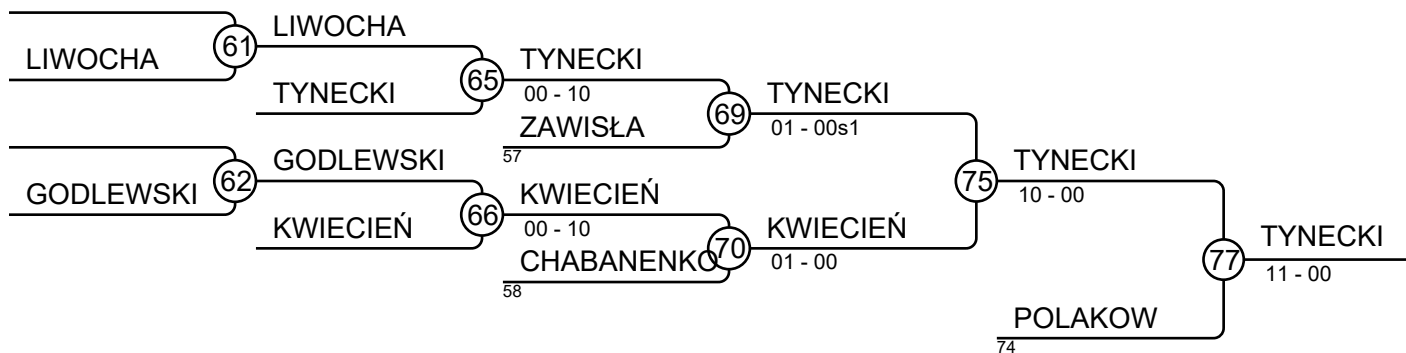 LIWOCHA
61
LIWOCHA
TYNECKI
65
TYNECKI
00 - 10
ZAWISŁA
57
69
TYNECKI
01 - 00s1
GODLEWSKI
62
GODLEWSKI
KWIECIEŃ
66
KWIECIEŃ
00 - 10
CHABANENKO
58
70
KWIECIEŃ
01 - 00
75
TYNECKI
10 - 00
POLAKOW
74
77
TYNECKI
11 - 00